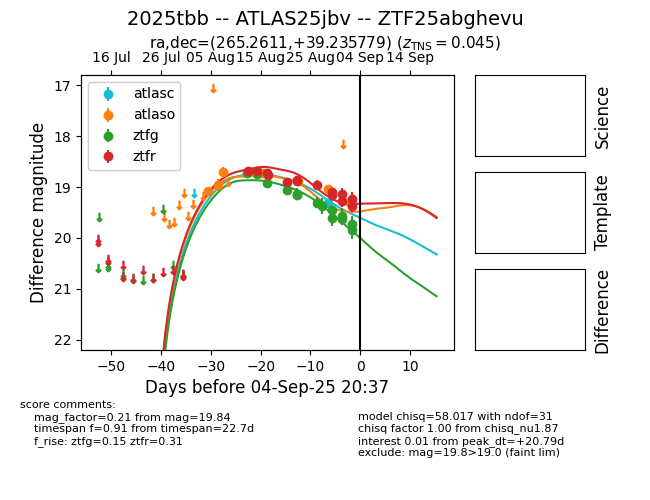 2025tbb -- ATLAS25jbv -- ZTF25abghevu
ra,dec=(265.2611,+39.235779) (z_TNS = 0.045)
16 Jul 26 Jul 05 Aug 15 Aug 25 Aug 04 Sep 14 Sep
atlasc
atlaso
ztfg
ztfr
17
18
19
20
21
22
Difference magnitude
−50 −40 −30 −20 −10 0 10
Days before 04-Sep-25 20:37
Science
Template
Difference
score comments:
mag_factor=0.21 from mag=19.84
timespan f=0.91 from timespan=22.7d
f_rise: ztfg=0.15 ztfr=0.31
model chisq=58.017 with ndof=31
chisq factor 1.00 from chisq_nu1.87
interest 0.01 from peak_dt=+20.79d
exclude: mag=19.8>19.0 (faint lim)